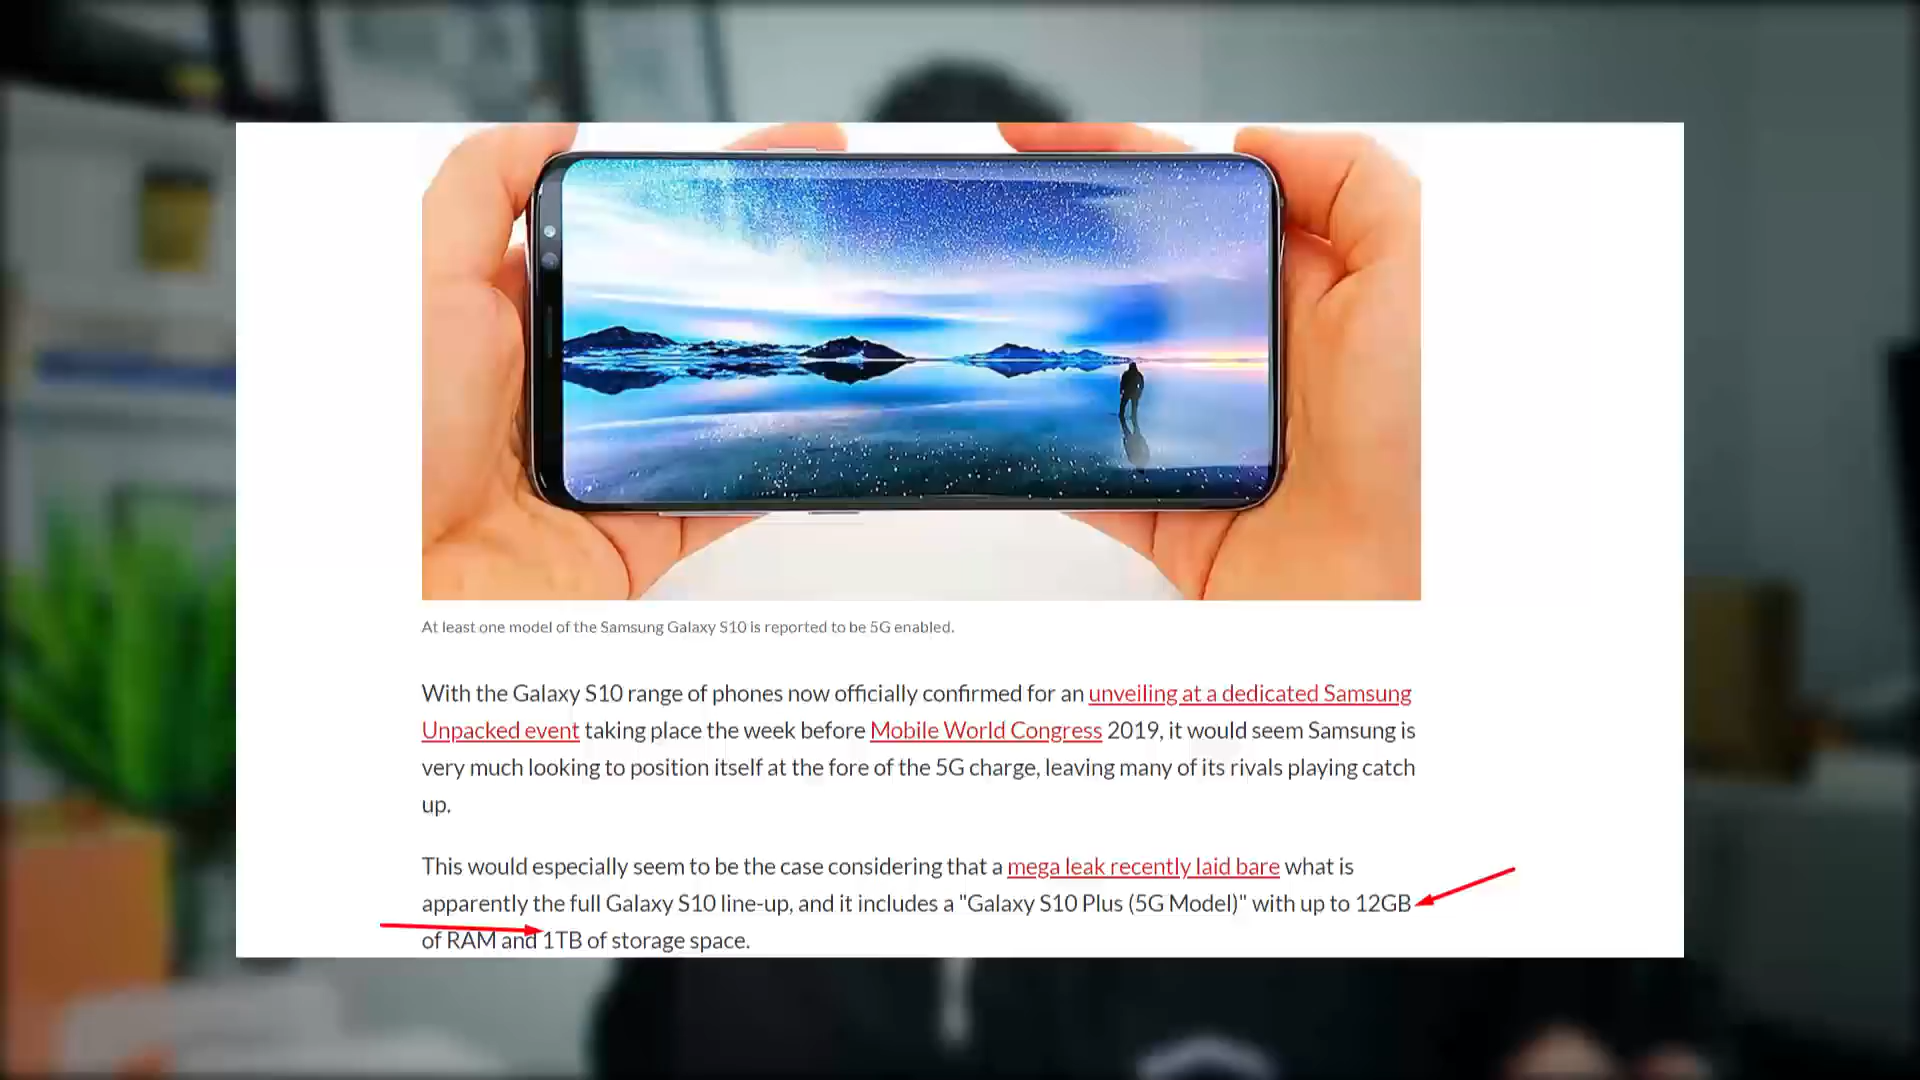 At least one model of the Samsung Galaxy S10 is reported to be 5G enabled.
With the Galaxy S10 range of phones now officially confirmed for an unveiling at a dedicated Samsung
Unpacked event taking place the week before Mobile World Congress 2019, it would seem Samsung is
very much looking to position itself at the fore of the 5G charge, leaving many of its rivals playing catch
up.
This would especially seem to be the case considering that a mega leak recently laid bare what is
apparently the full Galaxy S10 line-up, and it includes a "Galaxy S10 Plus (5G Model)" with up to 12GB
of RAM and 1TB of storage space.